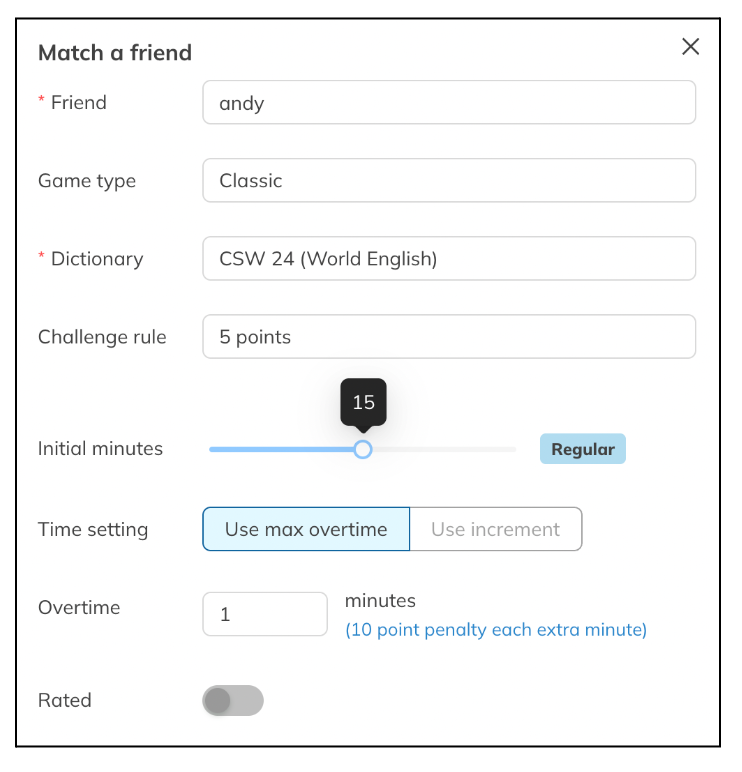 Match a friend
* Friend
andy
Game type
Classic
* Dictionary
CSW 24 (World English)
Challenge rule
5 points
15
Initial minutes
Regular
Time setting
Use max overtime
Use increment
Overtime
1
minutes
(10 point penalty each extra minute)
Rated